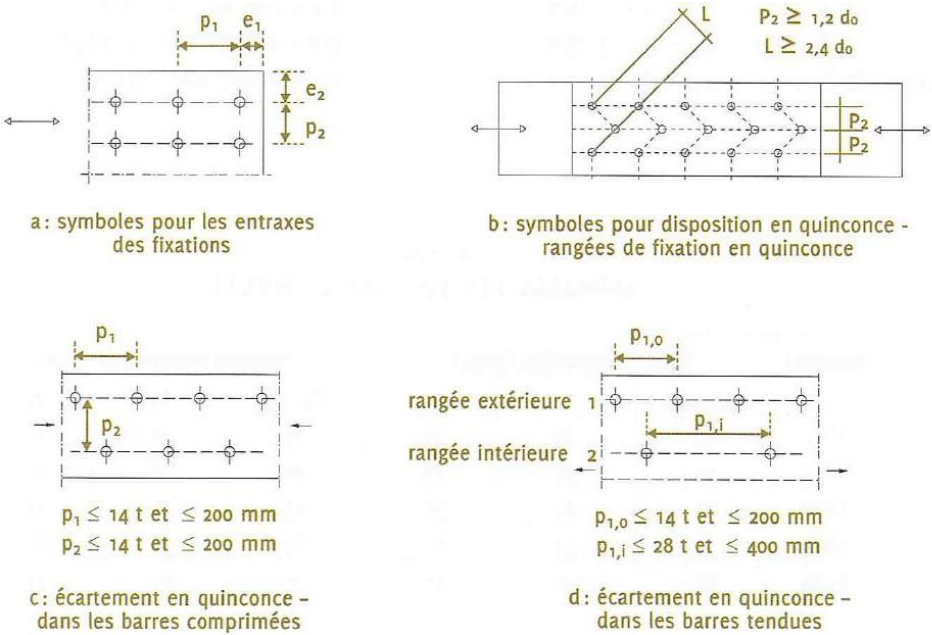 p₁ e₁
e₂
p₂
a: symboles pour les entraxes
des fixations
L
P₂ ≥ 1,2 d₀
L ≥ 2,4 d₀
P₂
P₂
b: symboles pour disposition en quinconce -
rangées de fixation en quinconce
p₁
p₂
p₁ ≤ 14 t et ≤ 200 mm
p₂ ≤ 14 t et ≤ 200 mm
c: écartement en quinconce –
dans les barres comprimées
p₁,₀
rangée extérieure 1
p₁,ᵢ
rangée intérieure 2
p₁,₀ ≤ 14 t et ≤ 200 mm
p₁,ᵢ ≤ 28 t et ≤ 400 mm
d: écartement en quinconce –
dans les barres tendues